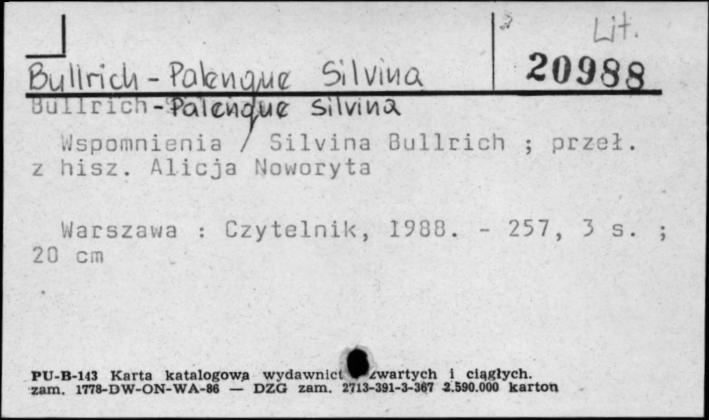 Lit.
20988
Bullrich - Palenque Silvina
Bullrich-Palenque Silvina
Wspomnienia / Silvina Bullrich ; przeł.
z hisz. Alicja Noworyta
Warszawa : Czytelnik, 1988. - 257, 3 s. ;
20 cm
PU-B-143 Karta katalogowa wydawnict zwartych i ciągłych.
zam. 1778-DW-ON-WA-86 — DZG zam. 2713-391-3-367 2.590.000 karton